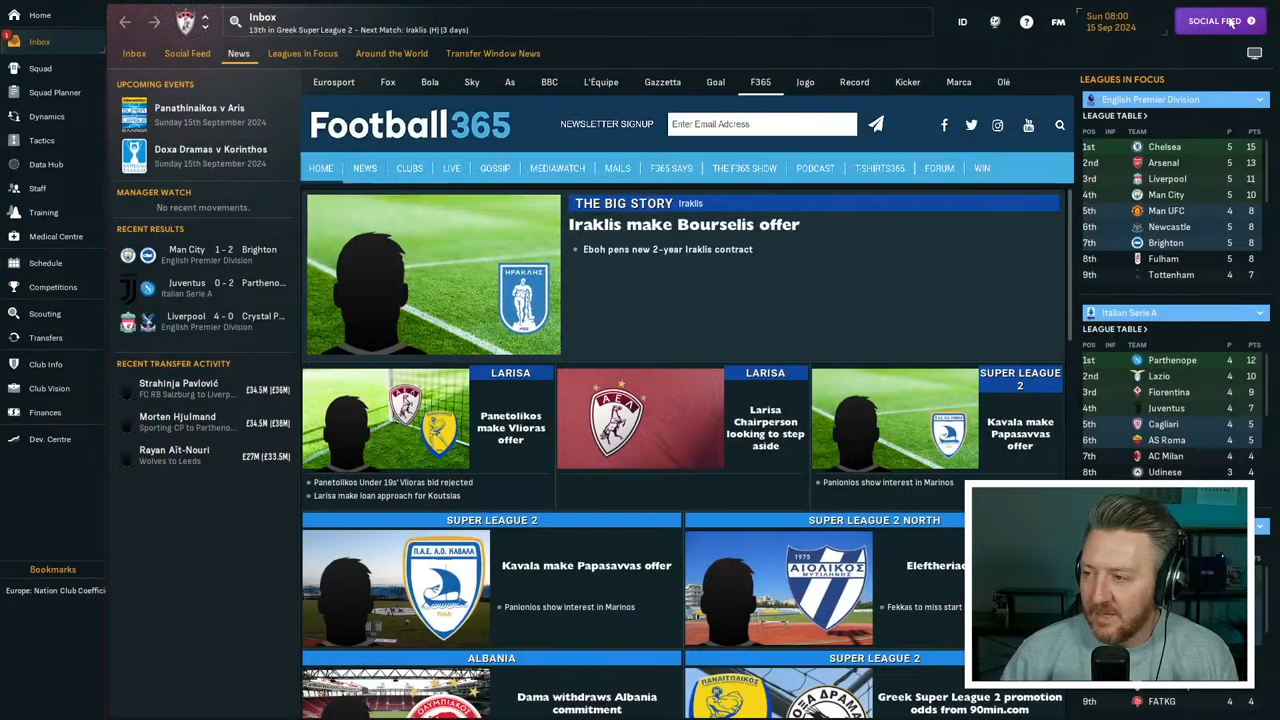 Home
1
Inbox
Squad
Squad Planner
Dynamics
Tactics
Data Hub
Staff
Training
Medical Centre
Schedule
Competitions
Scouting
Transfers
Club Info
Club Vision
Finances
Dev. Centre
Bookmarks
Europe: Nation Club Coeffici
Inbox
13th in Greek Super League 2 - Next Match: Iraklis (H) (3 days)
ID
FM
Sun 08:00
15 Sep 2024
SOCIAL FEED
Inbox
Social Feed
News
Leagues in Focus
Around the World
Transfer Window News
UPCOMING EVENTS
Panathinaikos v Aris
Sunday 15th September 2024
Doxa Dramas v Korinthos
Sunday 15th September 2024
MANAGER WATCH
No recent movements.
RECENT RESULTS
Man City 1 - 2 Brighton
English Premier Division
Juventus 0 - 2 Partheno...
Italian Serie A
Liverpool 4 - 0 Crystal P...
English Premier Division
RECENT TRANSFER ACTIVITY
Strahinja Pavlović
FC RB Salzburg to Liverp...
£34.5M (£36M)
Morten Hjulmand
Sporting CP to Partheno...
£34.5M (£38M)
Rayan Aït-Nouri
Wolves to Leeds
£27M (£33.5M)
Eurosport
Fox
Bola
Sky
As
BBC
L'Équipe
Gazzetta
Goal
F365
Jogo
Record
Kicker
Marca
Olé
Football365
NEWSLETTER SIGNUP
Enter Email Address
HOME
NEWS
CLUBS
LIVE
GOSSIP
MEDIAWATCH
MAILS
F365 SAYS
THE F365 SHOW
PODCAST
T-SHIRTS365
FORUM
WIN
THE BIG STORY Iraklis
Iraklis make Bourselis offer
Eboh pens new 2-year Iraklis contract
ΗΡΑΚΛΗΣ
LARISA
Panetolikos
make Vlioras
offer
Panetolikos Under 19s' Vlioras bid rejected
Larisa make loan approach for Koutsias
LARISA
Larisa
Chairperson
looking to step
aside
SUPER LEAGUE
2
Kavala make
Papasavvas
offer
Panionios show interest in Marinos
SUPER LEAGUE 2
Kavala make Papasavvas offer
Panionios show interest in Marinos
Π.Α.Ε. Α.Ο. ΚΑΒΑΛΑ
1965
SUPER LEAGUE 2 NORTH
Eleftheriad
Fekkas to miss start
1975
ΑΙΟΛΙΚΟΣ
ΜΥΤΙΛΗΝΗΣ
ALBANIA
Dama withdraws Albania
commitment
SUPER LEAGUE 2
Greek Super League 2 promotion
odds from 90min.com
LEAGUES IN FOCUS
English Premier Division
LEAGUE TABLE
POS INF TEAM P PTS
1st Chelsea 5 15
2nd Arsenal 5 13
3rd Liverpool 5 11
4th Man City 5 10
5th Man UFC 4 8
6th Newcastle 5 8
7th Brighton 5 8
8th Fulham 5 8
9th Tottenham 4 7
Italian Serie A
LEAGUE TABLE
POS INF TEAM P PTS
1st Parthenope 4 12
2nd Lazio 4 10
3rd Fiorentina 4 9
4th Juventus 4 7
5th Cagliari 4 5
6th AS Roma 4 5
7th AC Milan 4 5
8th Udinese 3 4
9th FATKG 4 4